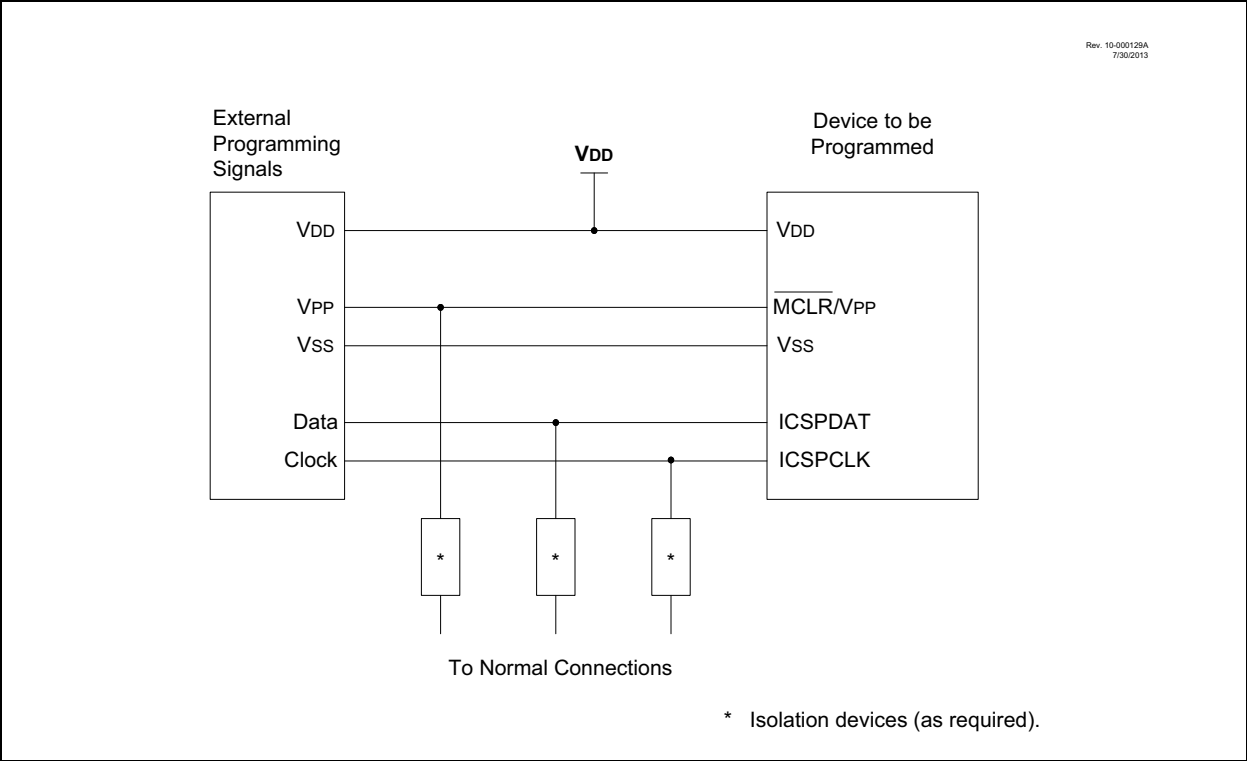 Rev. 10-000129A
7/30/2013
External
Programming
Signals
Device to be
Programmed
VDD
VDD
VDD
VPP
MCLR/VPP
VSS
VSS
Data
ICSPDAT
Clock
ICSPCLK
*
*
*
To Normal Connections
* Isolation devices (as required).